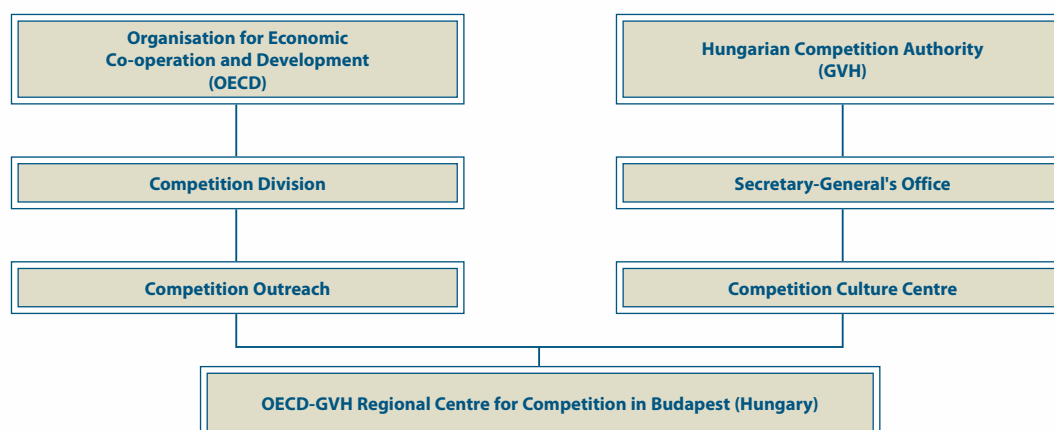 Organisation for Economic
Co-operation and Development
(OECD)
Hungarian Competition Authority
(GVH)
Competition Division
Secretary-General's Office
Competition Outreach
Competition Culture Centre
OECD-GVH Regional Centre for Competition in Budapest (Hungary)